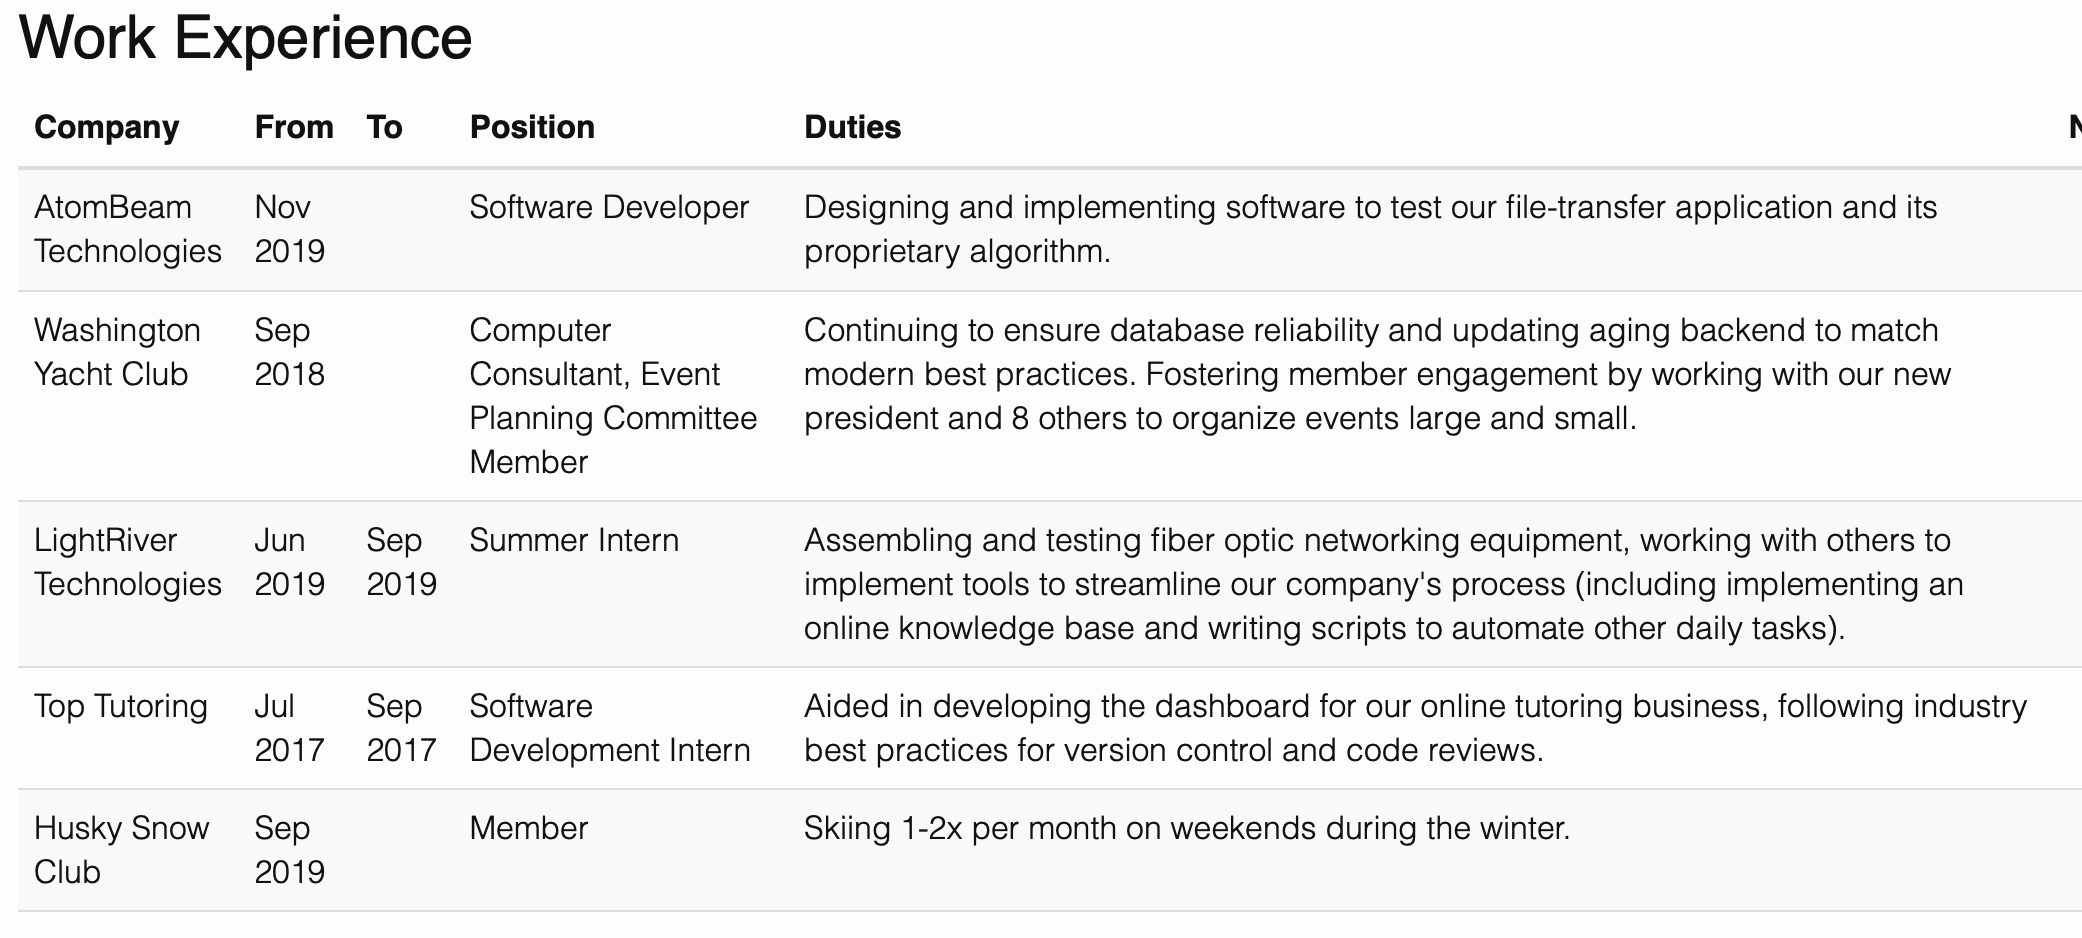 Work Experience
Company From To Position Duties N
AtomBeam Nov Software Developer Designing and implementing software to test our file-transfer application and its
Technologies 2019 proprietary algorithm.
Washington Sep Computer Continuing to ensure database reliability and updating aging backend to match
Yacht Club 2018 Consultant, Event modern best practices. Fostering member engagement by working with our new
Planning Committee president and 8 others to organize events large and small.
Member
LightRiver Jun Sep Summer Intern Assembling and testing fiber optic networking equipment, working with others to
Technologies 2019 2019 implement tools to streamline our company's process (including implementing an
online knowledge base and writing scripts to automate other daily tasks).
Top Tutoring Jul Sep Software Aided in developing the dashboard for our online tutoring business, following industry
2017 2017 Development Intern best practices for version control and code reviews.
Husky Snow Sep Member Skiing 1-2x per month on weekends during the winter.
Club 2019